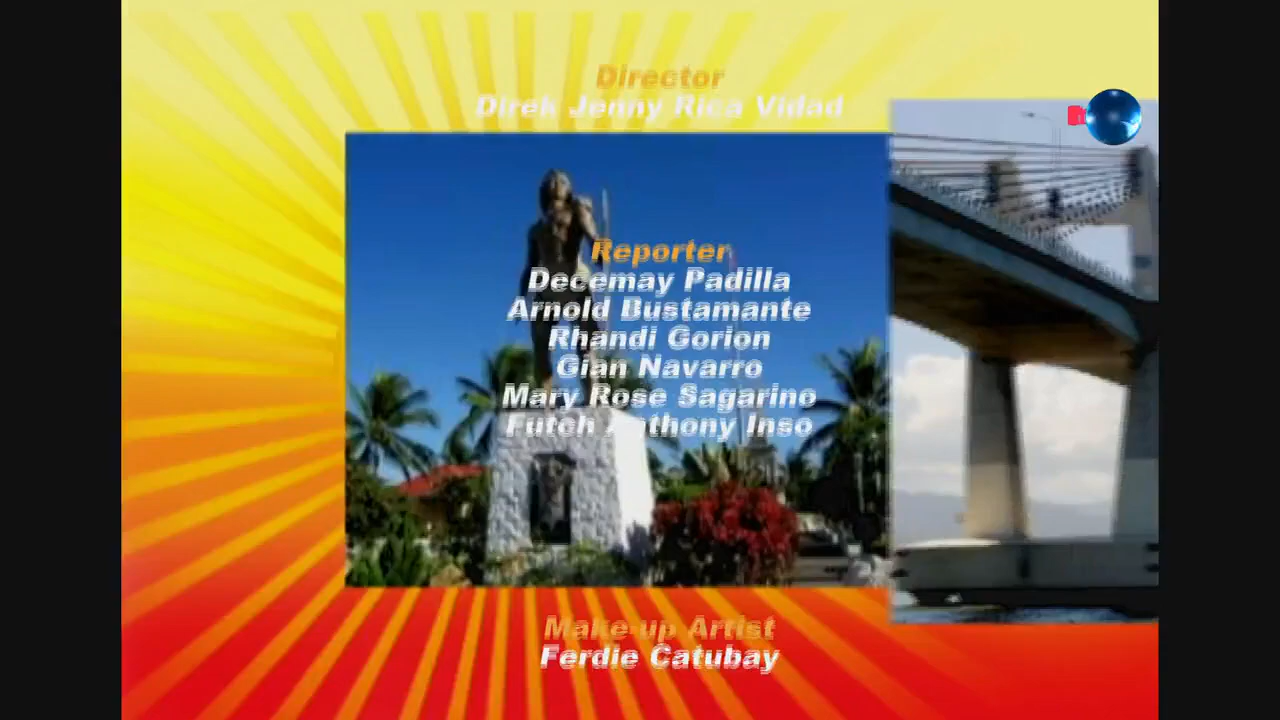 Director
Direk Jenny Rica Vidad
Reporter
Decemay Padilla
Arnold Bustamante
Rhandi Gorion
Gian Navarro
Mary Rose Sagarino
Futch Anthony Inso
Make-up Artist
Ferdie Catubay